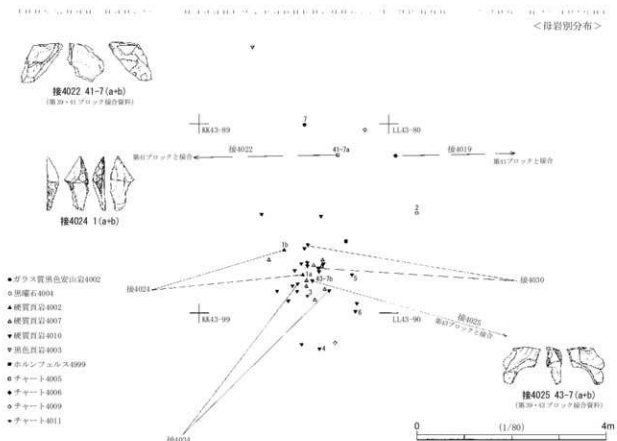 <母岩別分布>
接4022 41-7(a+b)
(第39・41ブロック接合資料)
KK43-89
7
LL43-80
接4022
41-7a
接4019
第41ブロックと接合
第41ブロックと接合
接4024 1(a+b)
2
1b
1a
43-7b
5
3
接4024
接4030
6
4
KK43-99
LL43-90
接4025
第43ブロックと接合
●ガラス質黒色安山岩4002
○黒曜石4004
▲硬質頁岩4002
△硬質頁岩4007
▼硬質頁岩4010
▽黒色頁岩4003
■ホルンフェルス4999
チャート4005
◆チャート4006
チャート4009
チャート4011
接4025 43-7(a+b)
(第39・43ブロック接合資料)
0 (1/80) 4m